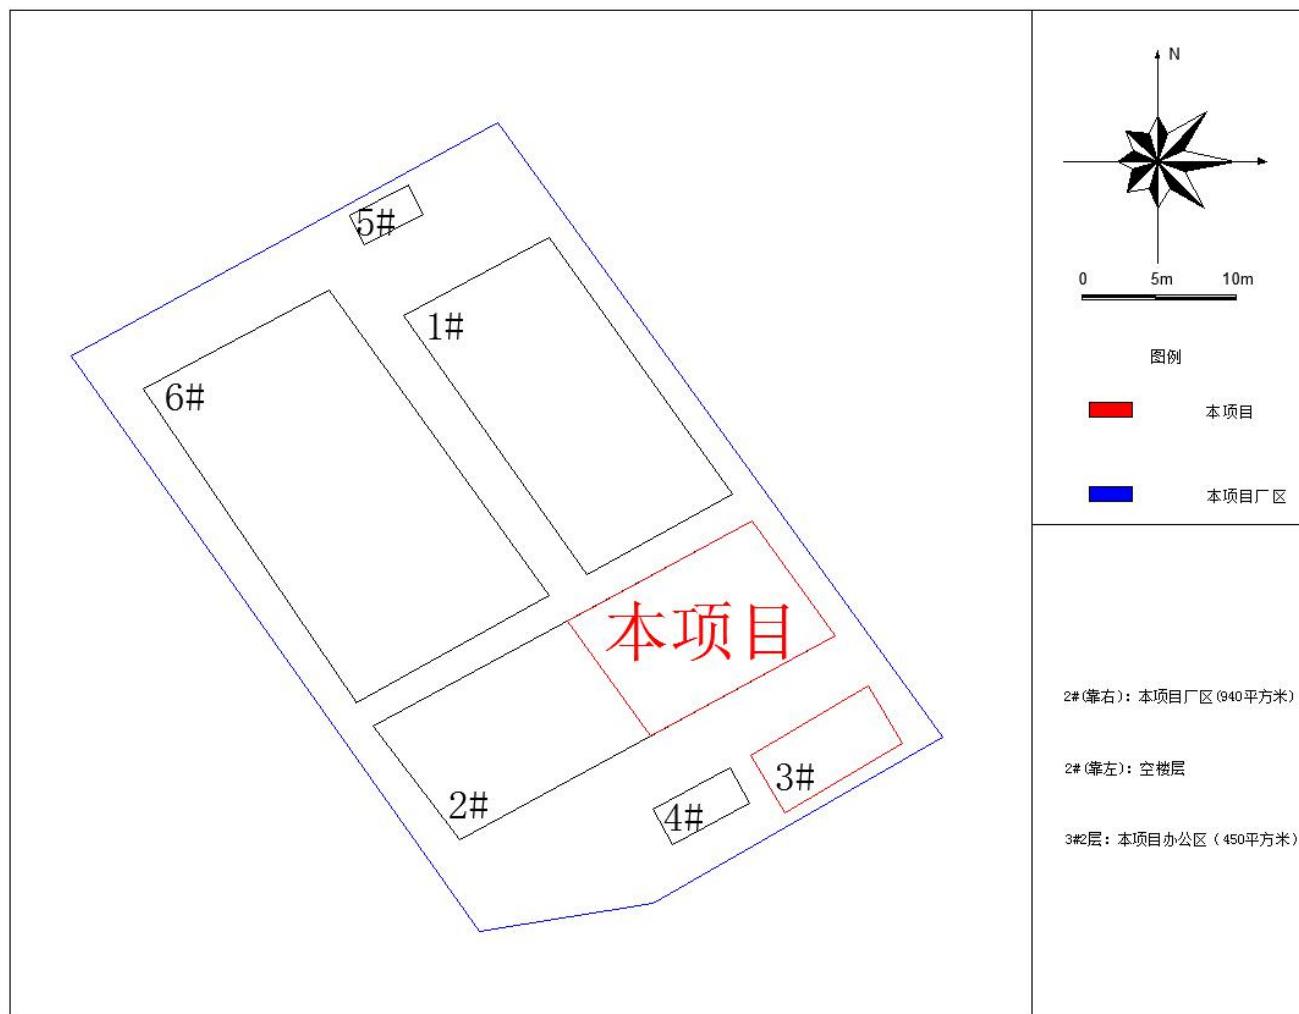 5#
1#
6#
本项目
2#
3#
4#
N
0 5m 10m
图例
本项目
本项目厂区
2#(靠右): 本项目厂区(940平方米)
2#(靠左): 空楼层
3#2层: 本项目办公区(450平方米)